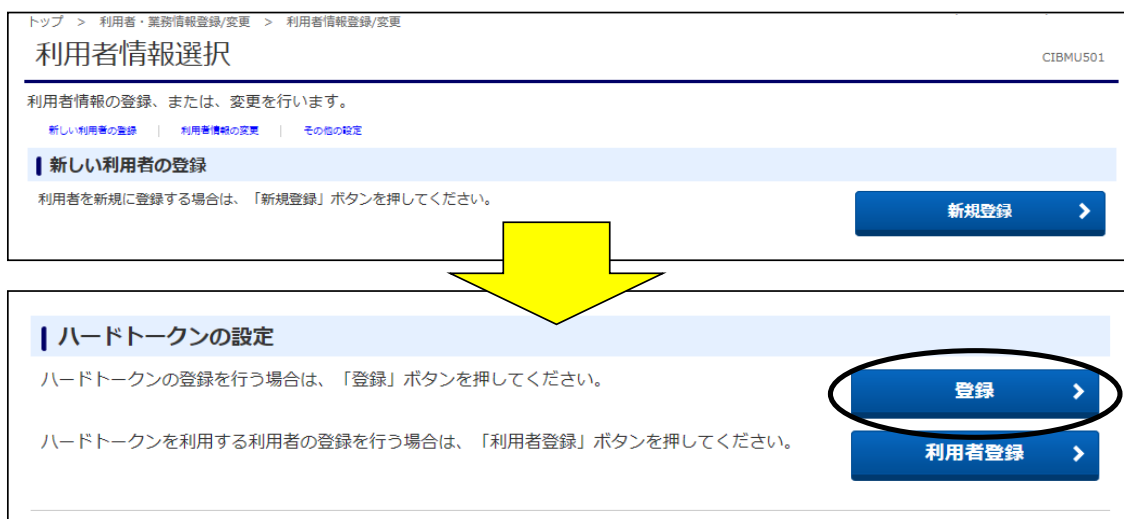 トップ > 利用者・業務情報登録/変更 > 利用者情報登録/変更
利用者情報選択
CIBMU501
利用者情報の登録、または、変更を行います。
新しい利用者の登録 | 利用者情報の変更 | その他の設定
新しい利用者の登録
利用者を新規に登録する場合は、「新規登録」ボタンを押してください。
新規登録
ハードトークンの設定
ハードトークンの登録を行う場合は、「登録」ボタンを押してください。
登録
ハードトークンを利用する利用者の登録を行う場合は、「利用者登録」ボタンを押してください。
利用者登録